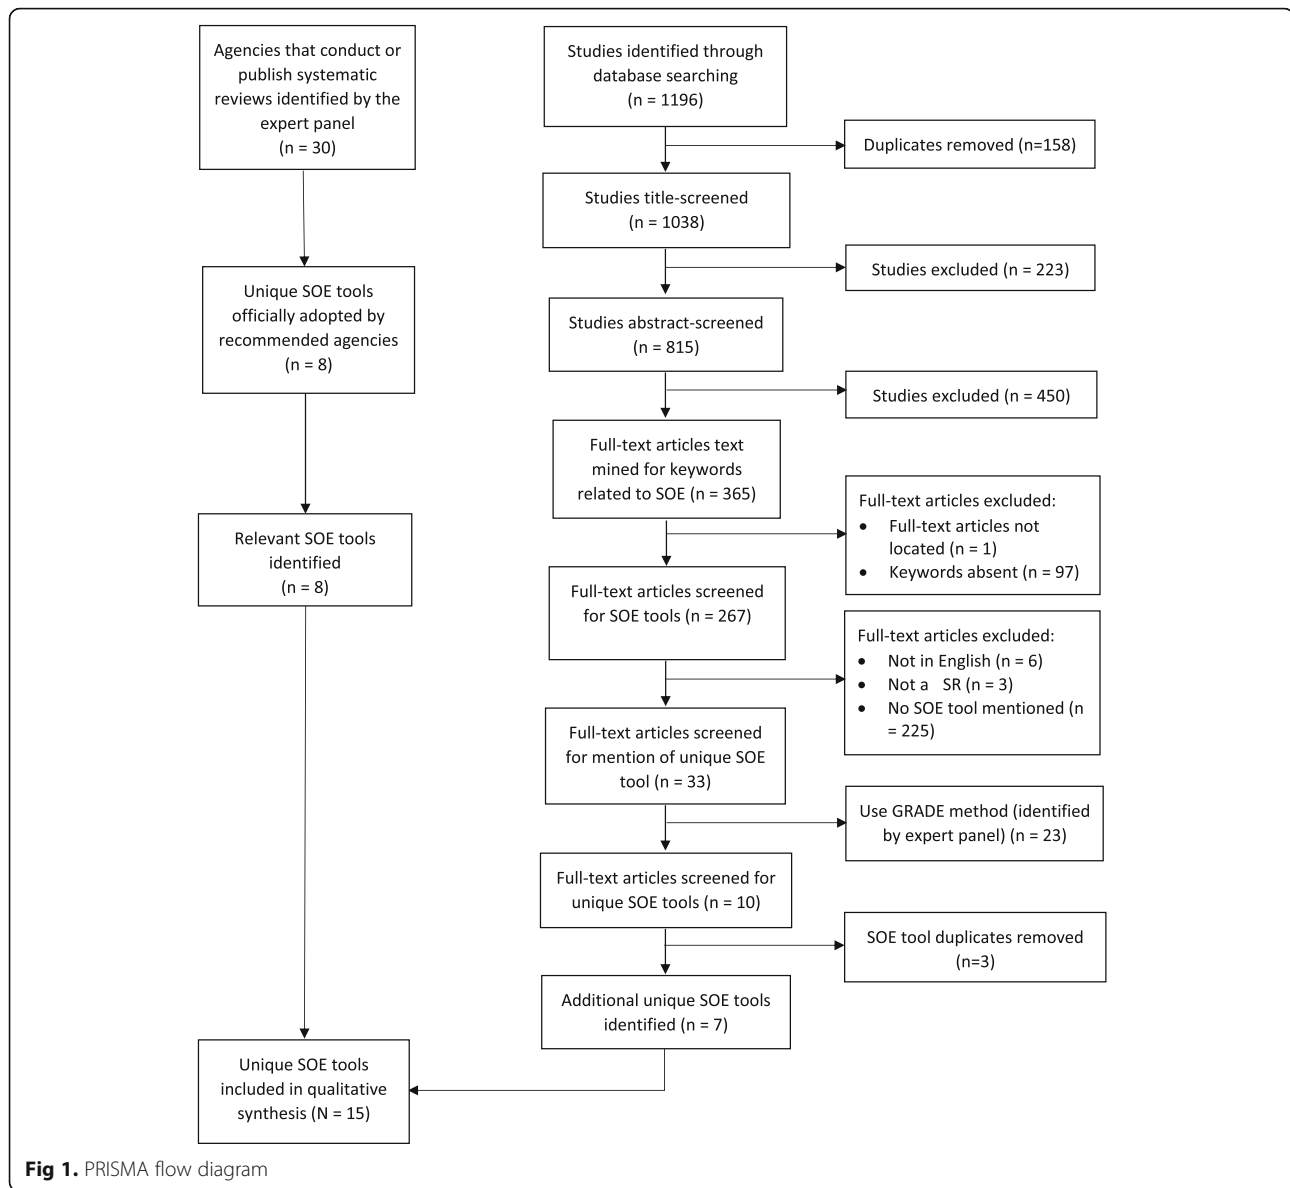 Agencies that conduct or
publish systematic
reviews identified by the
expert panel
(n = 30)
Unique SOE tools
officially adopted by
recommended agencies
(n = 8)
Relevant SOE tools
identified
(n = 8)
Unique SOE tools
included in qualitative
synthesis (N = 15)
Studies identified through
database searching
(n = 1196)
Duplicates removed (n=158)
Studies title-screened
(n = 1038)
Studies excluded (n = 223)
Studies abstract-screened
(n = 815)
Studies excluded (n = 450)
Full-text articles text
mined for keywords
related to SOE (n = 365)
Full-text articles excluded:
• Full-text articles not
located (n = 1)
• Keywords absent (n = 97)
Full-text articles screened
for SOE tools (n = 267)
Full-text articles excluded:
• Not in English (n = 6)
• Not a SR (n = 3)
• No SOE tool mentioned (n
= 225)
Full-text articles screened
for mention of unique SOE
tool (n = 33)
Use GRADE method (identified
by expert panel) (n = 23)
Full-text articles screened for
unique SOE tools (n = 10)
SOE tool duplicates removed
(n=3)
Additional unique SOE tools
identified (n = 7)
Fig 1. PRISMA flow diagram